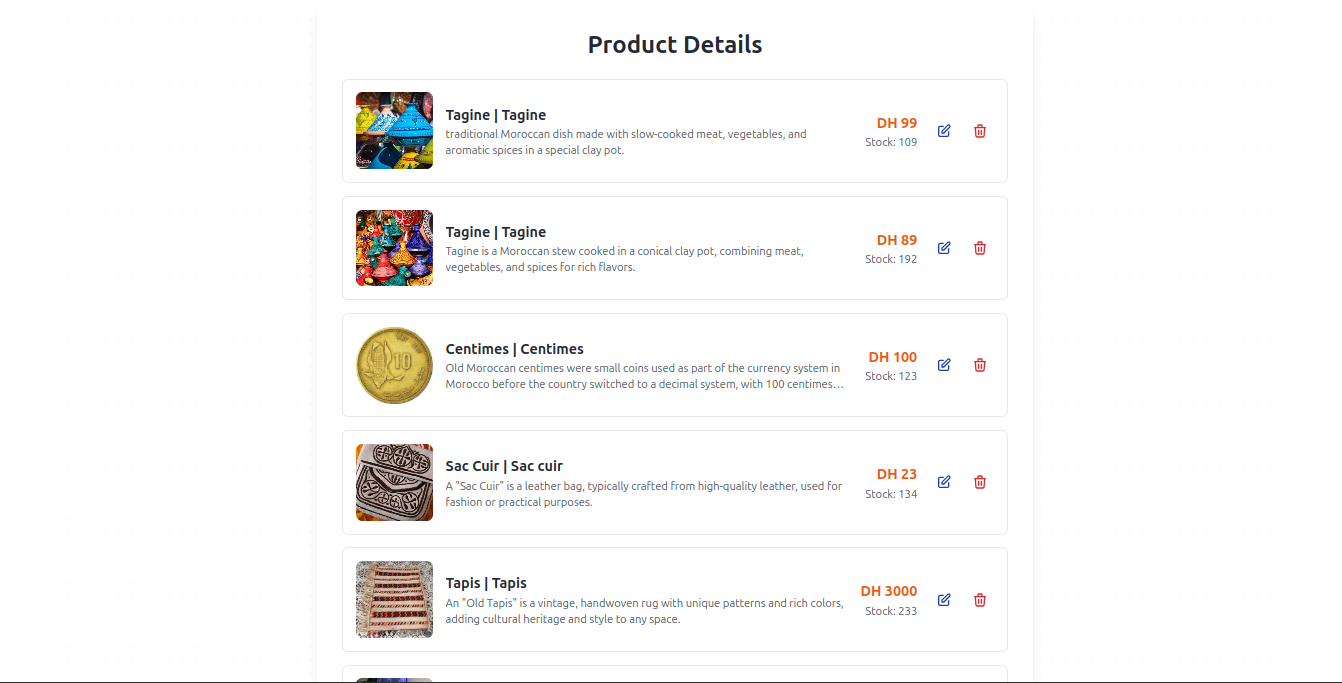 Product Details
Tagine | Tagine
traditional Moroccan dish made with slow-cooked meat, vegetables, and
aromatic spices in a special clay pot.
DH 99
Stock: 109
Tagine | Tagine
Tagine is a Moroccan stew cooked in a conical clay pot, combining meat,
vegetables, and spices for rich flavors.
DH 89
Stock: 192
10
Centimes | Centimes
Old Moroccan centimes were small coins used as part of the currency system in
Morocco before the country switched to a decimal system, with 100 centimes...
DH 100
Stock: 123
Sac Cuir | Sac cuir
A "Sac Cuir" is a leather bag, typically crafted from high-quality leather, used for
fashion or practical purposes.
DH 23
Stock: 134
Tapis | Tapis
An "Old Tapis" is a vintage, handwoven rug with unique patterns and rich colors,
adding cultural heritage and style to any space.
DH 3000
Stock: 233